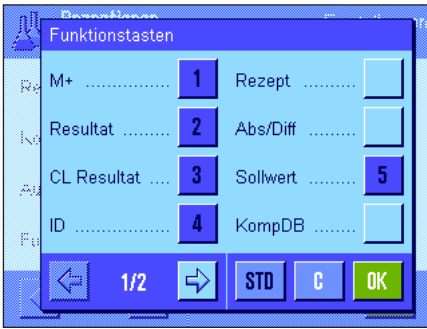 Funktionstasten
M+ ............... 1 Rezept ......... 
Resultat ......... 2 Abs/Diff ........
CL Resultat .... 3 Sollwert ......... 5
ID ................ 4 KompDB ........
1/2 STD C OK